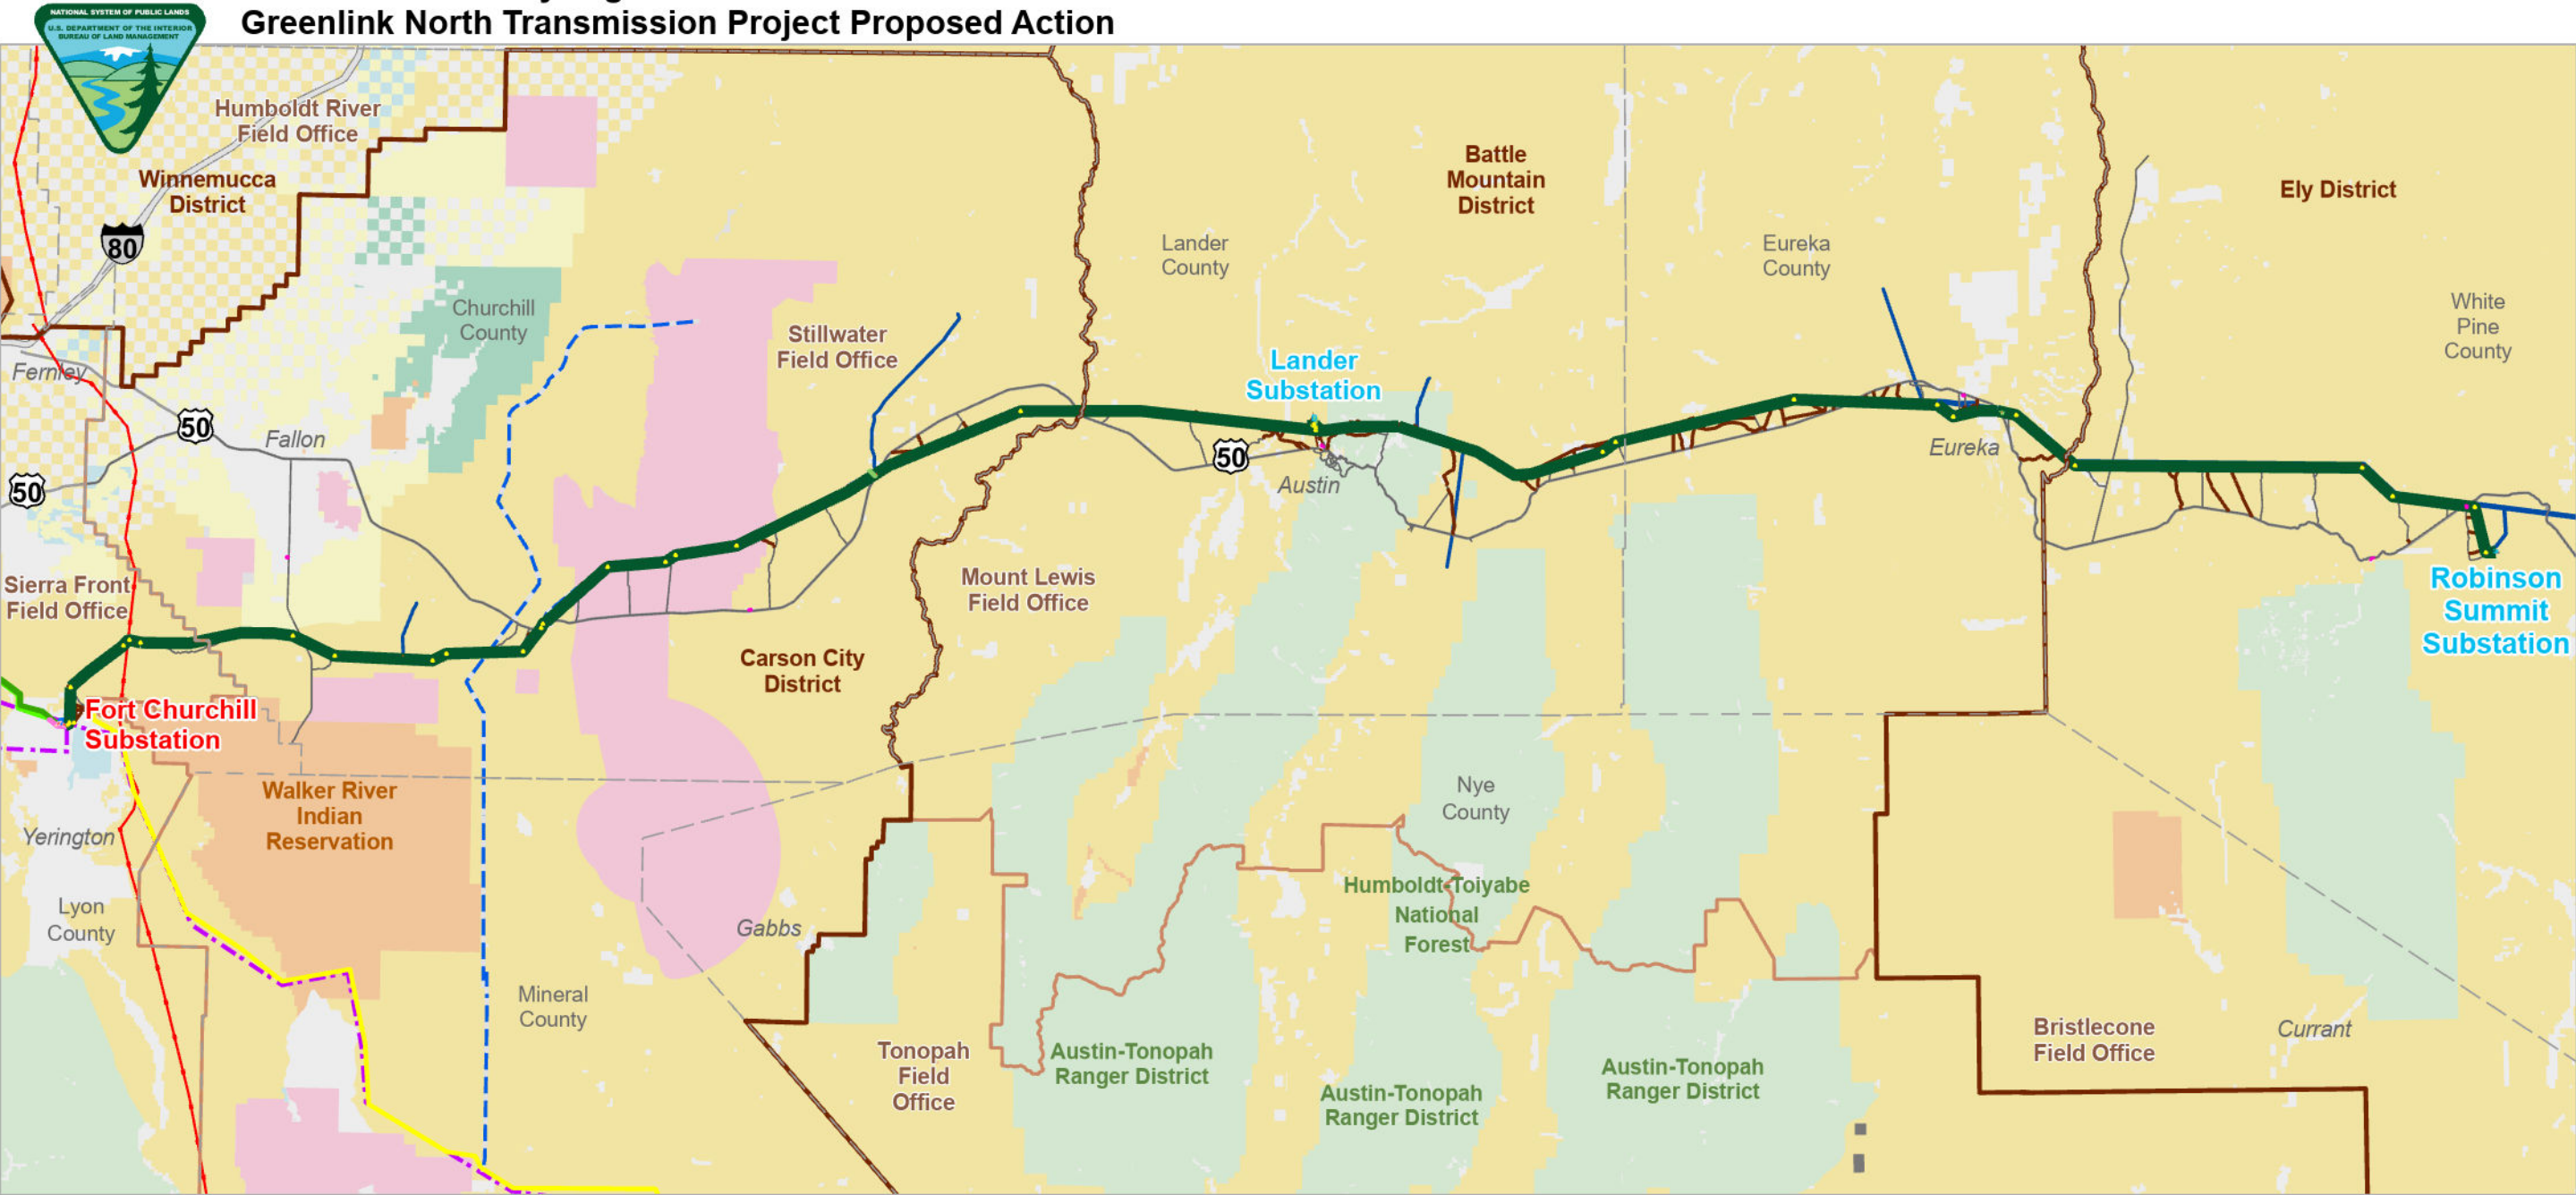 NATIONAL SYSTEM OF PUBLIC LANDS
U.S. DEPARTMENT OF THE INTERIOR
BUREAU OF LAND MANAGEMENT
Greenlink North Transmission Project Proposed Action
Humboldt River
Field Office
Winnemucca
District
80
Battle
Mountain
District
Ely District
Lander
County
Eureka
County
White
Pine
County
Churchill
County
Stillwater
Field Office
Lander
Substation
Fernley
50
Fallon
50
50
Austin
Eureka
Sierra Front
Field Office
Mount Lewis
Field Office
Robinson
Summit
Substation
Carson City
District
Fort Churchill
Substation
Walker River
Indian
Reservation
Nye
County
Yerington
Lyon
County
Humboldt-Toiyabe
National
Forest
Gabbs
Mineral
County
Tonopah
Field
Office
Austin-Tonopah
Ranger District
Austin-Tonopah
Ranger District
Austin-Tonopah
Ranger District
Bristlecone
Field Office
Currant